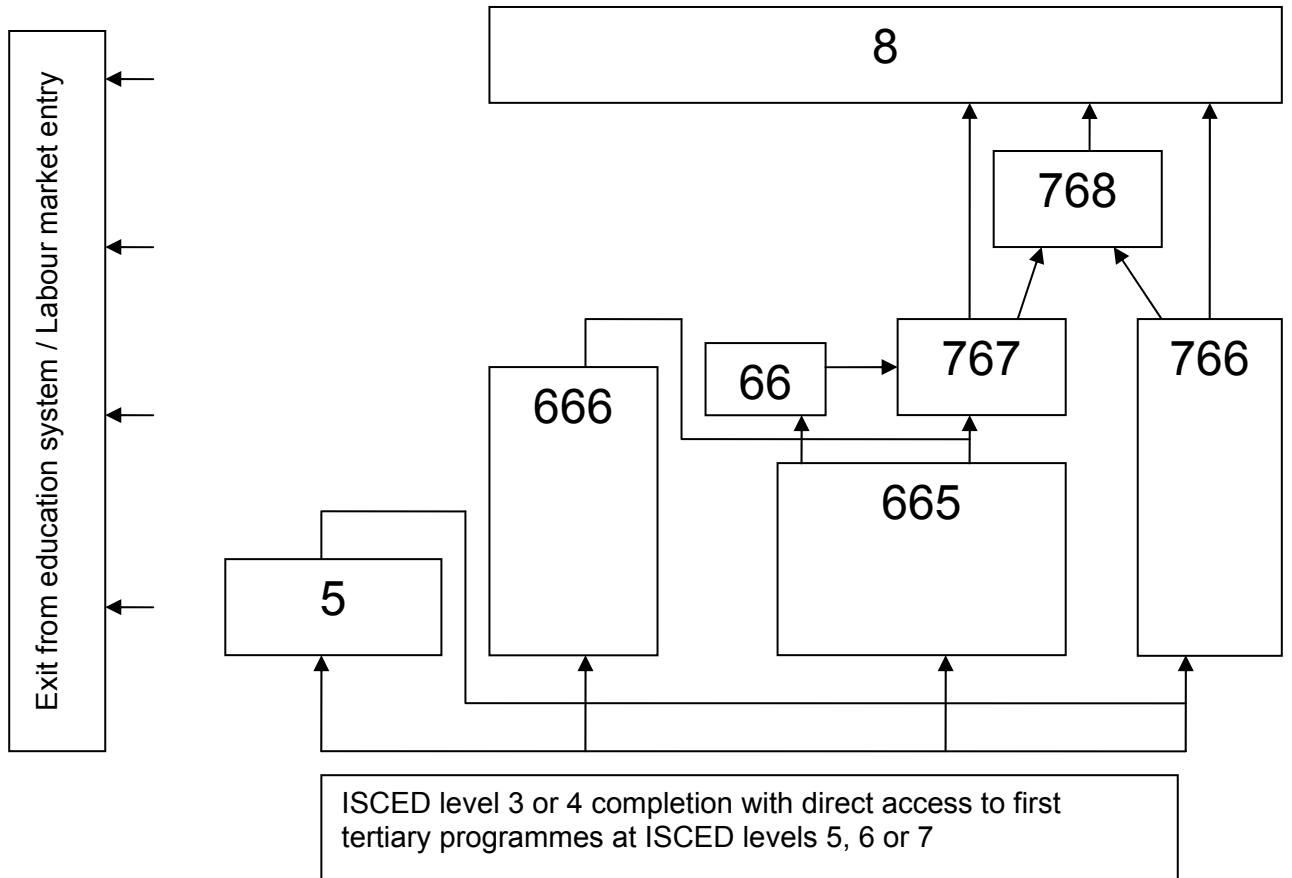 Exit from education system / Labour market entry
8
768
767
766
66
666
665
5
ISCED level 3 or 4 completion with direct access to first
tertiary programmes at ISCED levels 5, 6 or 7